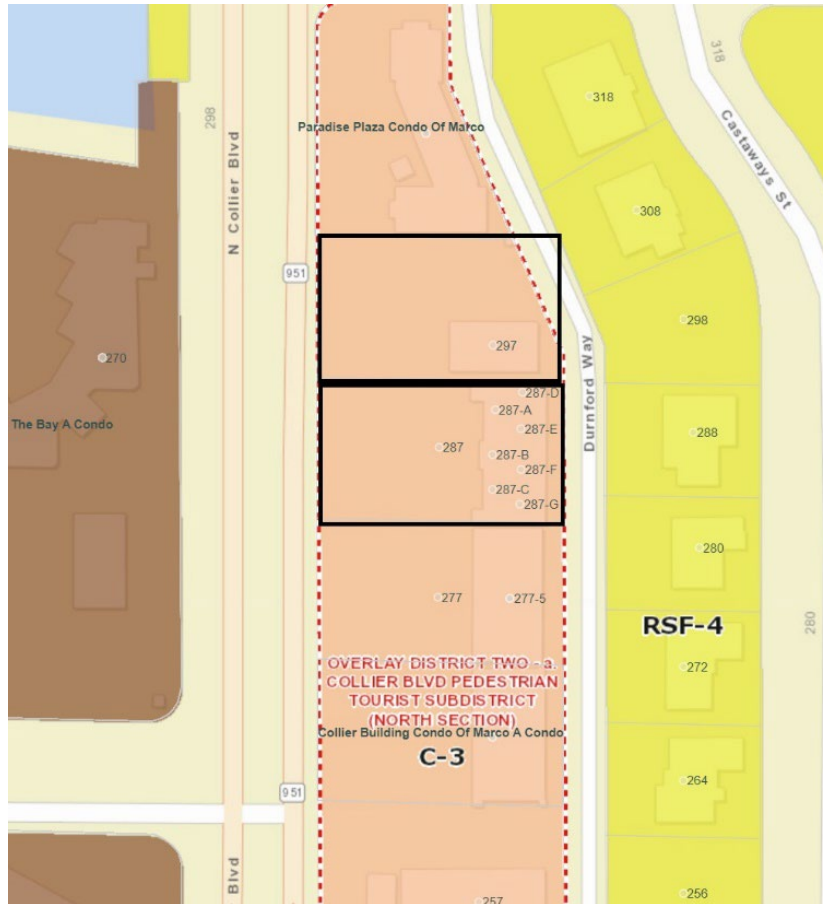 318
318
Castaways St
298
N Collier Blvd
Paradise Plaza Condo Of Marco
308
951
298
297
270
Durnford Way
287-D
287-A
The Bay A Condo
287-E
288
287
287-B
287-F
287-C
287-G
280
277
277-5
280
RSF-4
OVERLAY DISTRICT TWO - a.
COLLIER BLVD PEDESTRIAN
TOURIST SUBDISTRICT
(NORTH SECTION)
272
Collier Building Condo Of Marco A Condo
C-3
264
951
Blvd
257
256